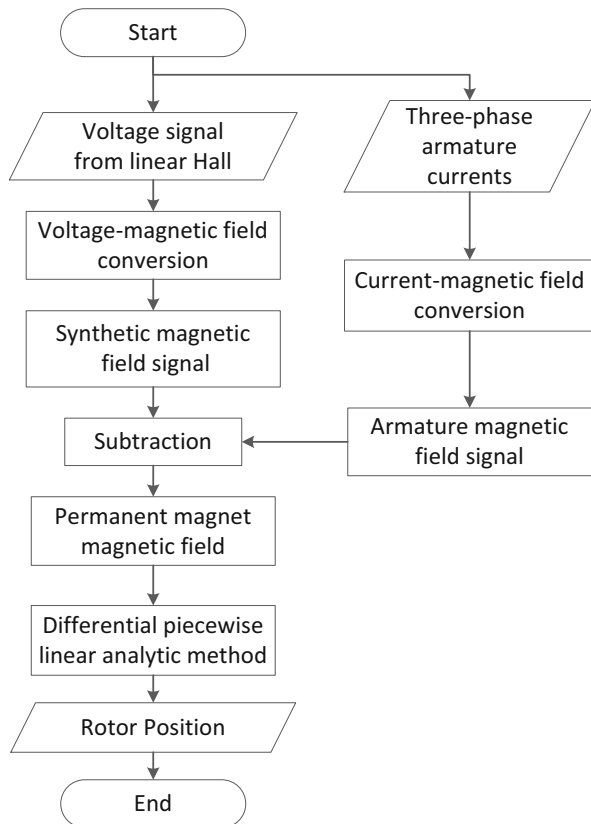 Start
Voltage signal
from linear Hall
Three-phase
armature
currents
Voltage-magnetic field
conversion
Current-magnetic field
conversion
Synthetic magnetic
field signal
Subtraction
Armature magnetic
field signal
Permanent magnet
magnetic field
Differential piecewise
linear analytic method
Rotor Position
End